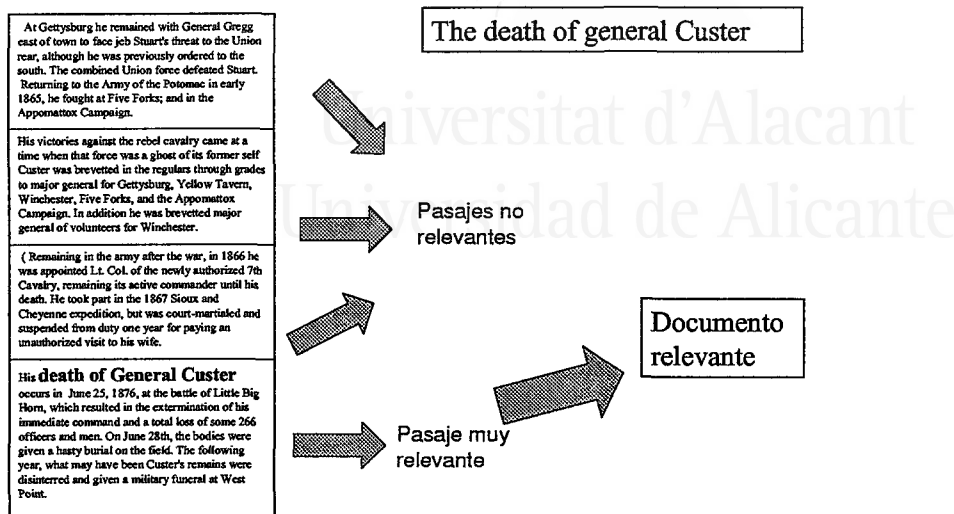 At Gettysburg he remained with General Gregg
east of town to face jeb Stuart's threat to the Union
rear, although he was previously ordered to the
south. The combined Union force defeated Stuart.
Returning to the Army of the Potomac in early
1865, he fought at Five Forks; and in the
Appomattox Campaign.
His victories against the rebel cavalry came at a
time when that force was a ghost of its former self
Custer was brevetted in the regulars through grades
to major general for Gettysburg, Yellow Tavern,
Winchester, Five Forks, and the Appomattox
Campaign. In addition he was brevetted major
general of volunteers for Winchester.
( Remaining in the army after the war, in 1866 he
was appointed Lt. Col. of the newly authorized 7th
Cavalry, remaining its active commander until his
death. He took part in the 1867 Sioux and
Cheyenne expedition, but was court-martialed and
suspended from duty one year for paying an
unauthorized visit to his wife.
His death of General Custer
occurs in June 25, 1876, at the battle of Little Big
Horn, which resulted in the extermination of his
immediate command and a total loss of some 266
officers and men. On June 28th, the bodies were
given a hasty burial on the field. The following
year, what may have been Custer's remains were
disinterred and given a military funeral at West
Point.
The death of general Custer
Universitat d'Alacant
Universidad de Alicante
Pasajes no
relevantes
Documento
relevante
Pasaje muy
relevante